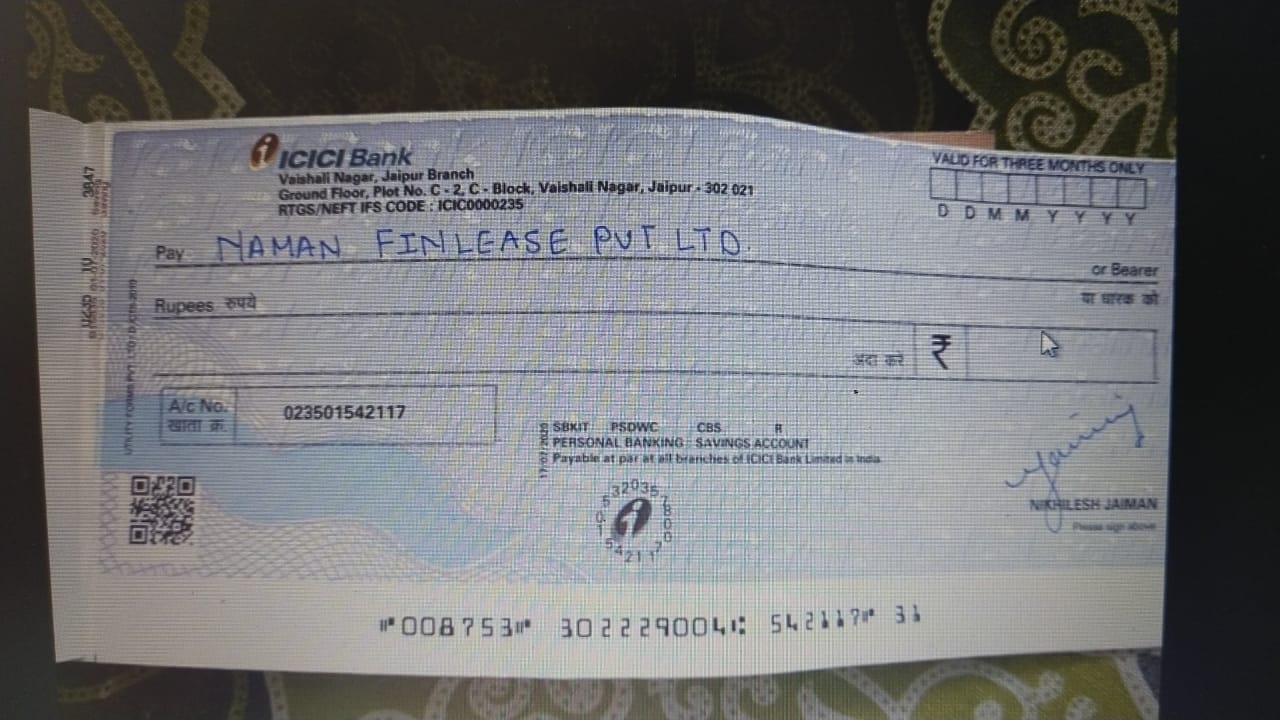 ICICI Bank
Vaishali Nagar, Jaipur Branch
Ground Floor, Plot No. C - 2, C - Block, Vaishali Nagar, Jaipur - 302 021
RTGS/NEFT IFS CODE : ICIC0000235
VALID FOR THREE MONTHS ONLY
D D M M Y Y Y Y
Pay NAMAN FINLEASE PVT LTD.
or Bearer
या धारक को
Rupees रुपये
अदा करें ₹
A/c No. 023501542117
खाता क्र.
SBKIT PSDWC CBS R
PERSONAL BANKING : SAVINGS ACCOUNT
Payable at par at all branches of ICICI Bank Limited in India
17/07/2020
NIKHILESH JAIMAN
Please sign above
⑈008753⑈ 302229004⑆ 542117⑈ 31